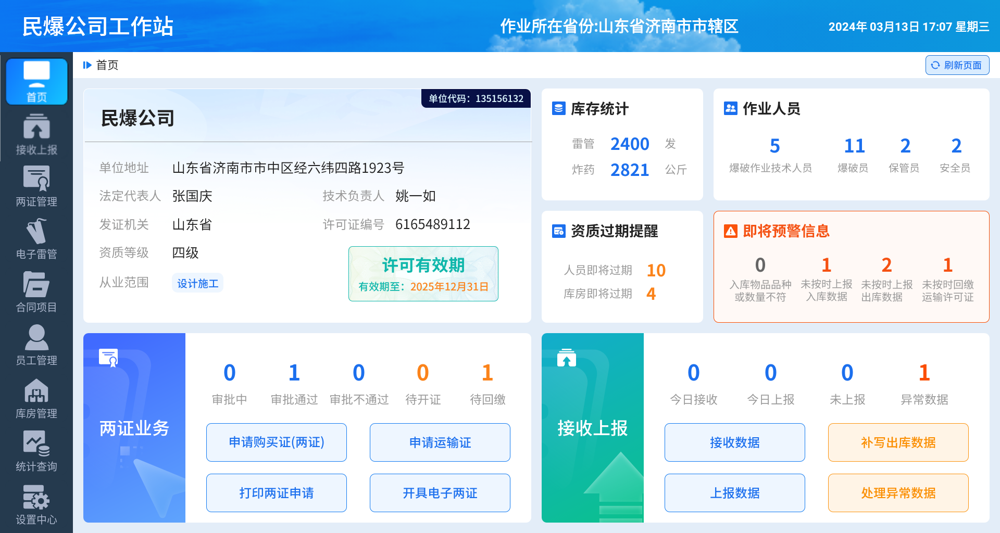 民爆公司工作站
作业所在省份:山东省济南市市辖区
2024年 03月13日 17:07 星期三
首页
接收上报
两证管理
电子雷管
合同项目
员工管理
库房管理
统计查询
设置中心
首页
刷新页面
单位代码：135156132
民爆公司
单位地址 山东省济南市市中区经六纬四路1923号
法定代表人 张国庆 技术负责人 姚一如
发证机关 山东省 许可证编号 6165489112
资质等级 四级
从业范围 设计施工
许可有效期
有效期至：2025年12月31日
库存统计
雷管 2400 发
炸药 2821 公斤
作业人员
5 11 2 2
爆破作业技术人员 爆破员 保管员 安全员
资质过期提醒
人员即将过期 10
库房即将过期 4
即将预警信息
0 1 2 1
入库物品品种 未按时上报 未按时上报 未按时回缴
或数量不符 入库数据 出库数据 运输许可证
两证业务
0 1 0 0 1
审批中 审批通过 审批不通过 待开证 待回缴
申请购买证(两证) 申请运输证
打印两证申请 开具电子两证
接收上报
0 0 0 1
今日接收 今日上报 未上报 异常数据
接收数据 补写出库数据
上报数据 处理异常数据